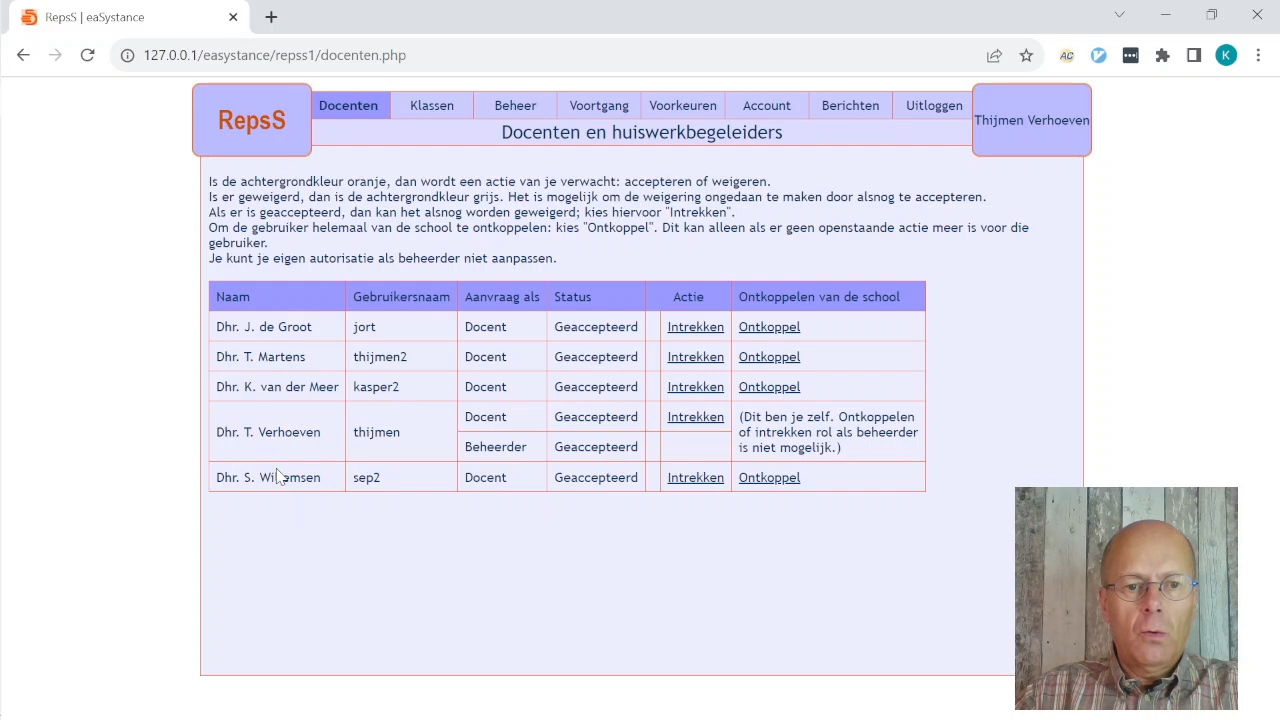 RepsS | eaSystance
127.0.0.1/easystance/repss1/docenten.php
AC
K
RepsS
Docenten Klassen Beheer Voortgang Voorkeuren Account Berichten Uitloggen
Thijmen Verhoeven
Docenten en huiswerkbegeleiders
Is de achtergrondkleur oranje, dan wordt een actie van je verwacht: accepteren of weigeren.
Is er geweigerd, dan is de achtergrondkleur grijs. Het is mogelijk om de weigering ongedaan te maken door alsnog te accepteren.
Als er is geaccepteerd, dan kan het alsnog worden geweigerd; kies hiervoor "Intrekken".
Om de gebruiker helemaal van de school te ontkoppelen: kies "Ontkoppel". Dit kan alleen als er geen openstaande actie meer is voor die
gebruiker.
Je kunt je eigen autorisatie als beheerder niet aanpassen.
Naam Gebruikersnaam Aanvraag als Status Actie Ontkoppelen van de school
Dhr. J. de Groot jort Docent Geaccepteerd Intrekken Ontkoppel
Dhr. T. Martens thijmen2 Docent Geaccepteerd Intrekken Ontkoppel
Dhr. K. van der Meer kasper2 Docent Geaccepteerd Intrekken Ontkoppel
Dhr. T. Verhoeven thijmen Docent Geaccepteerd Intrekken (Dit ben je zelf. Ontkoppelen
of intrekken rol als beheerder
Beheerder Geaccepteerd is niet mogelijk.)
Dhr. S. Willemsen sep2 Docent Geaccepteerd Intrekken Ontkoppel